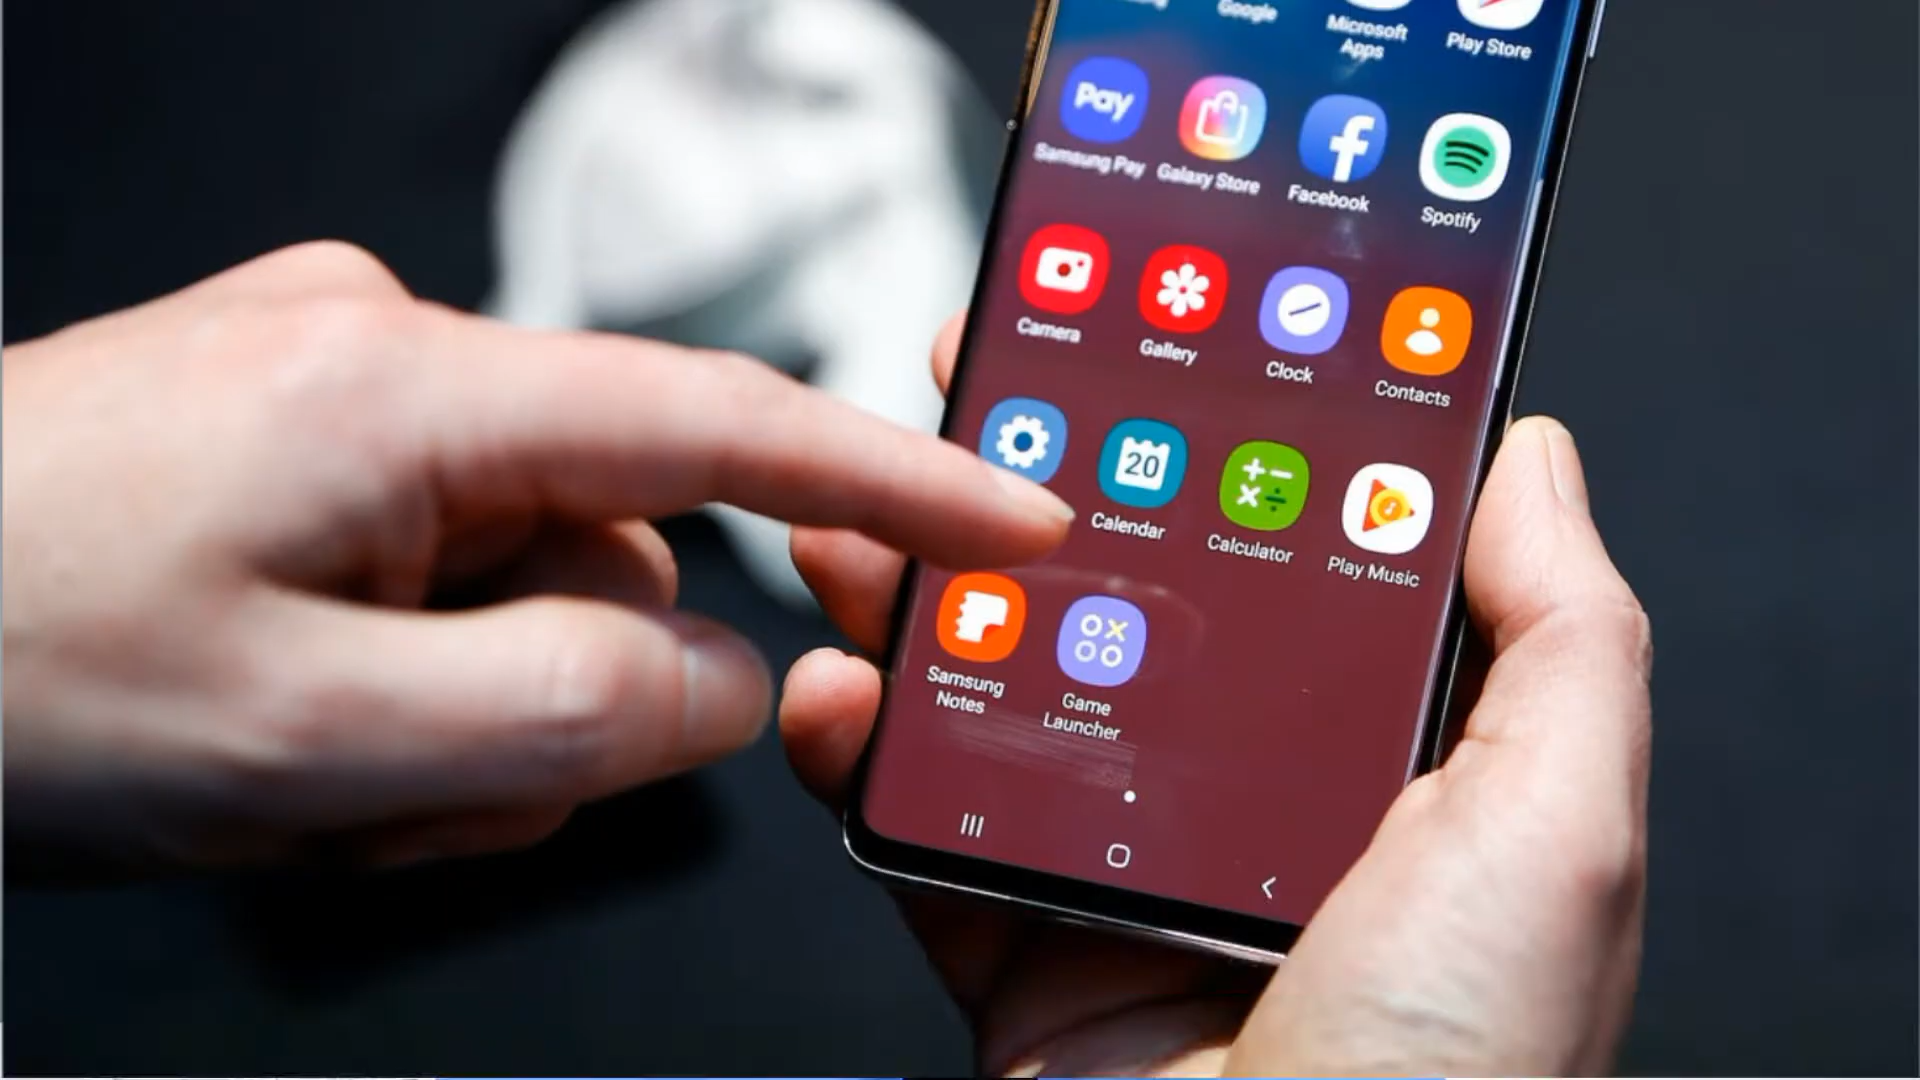 Google
Microsoft
Apps
Play Store
Pay
Samsung Pay
Galaxy Store
Facebook
Spotify
Camera
Gallery
Clock
Contacts
20
Calendar
Calculator
Play Music
Samsung
Notes
Game
Launcher